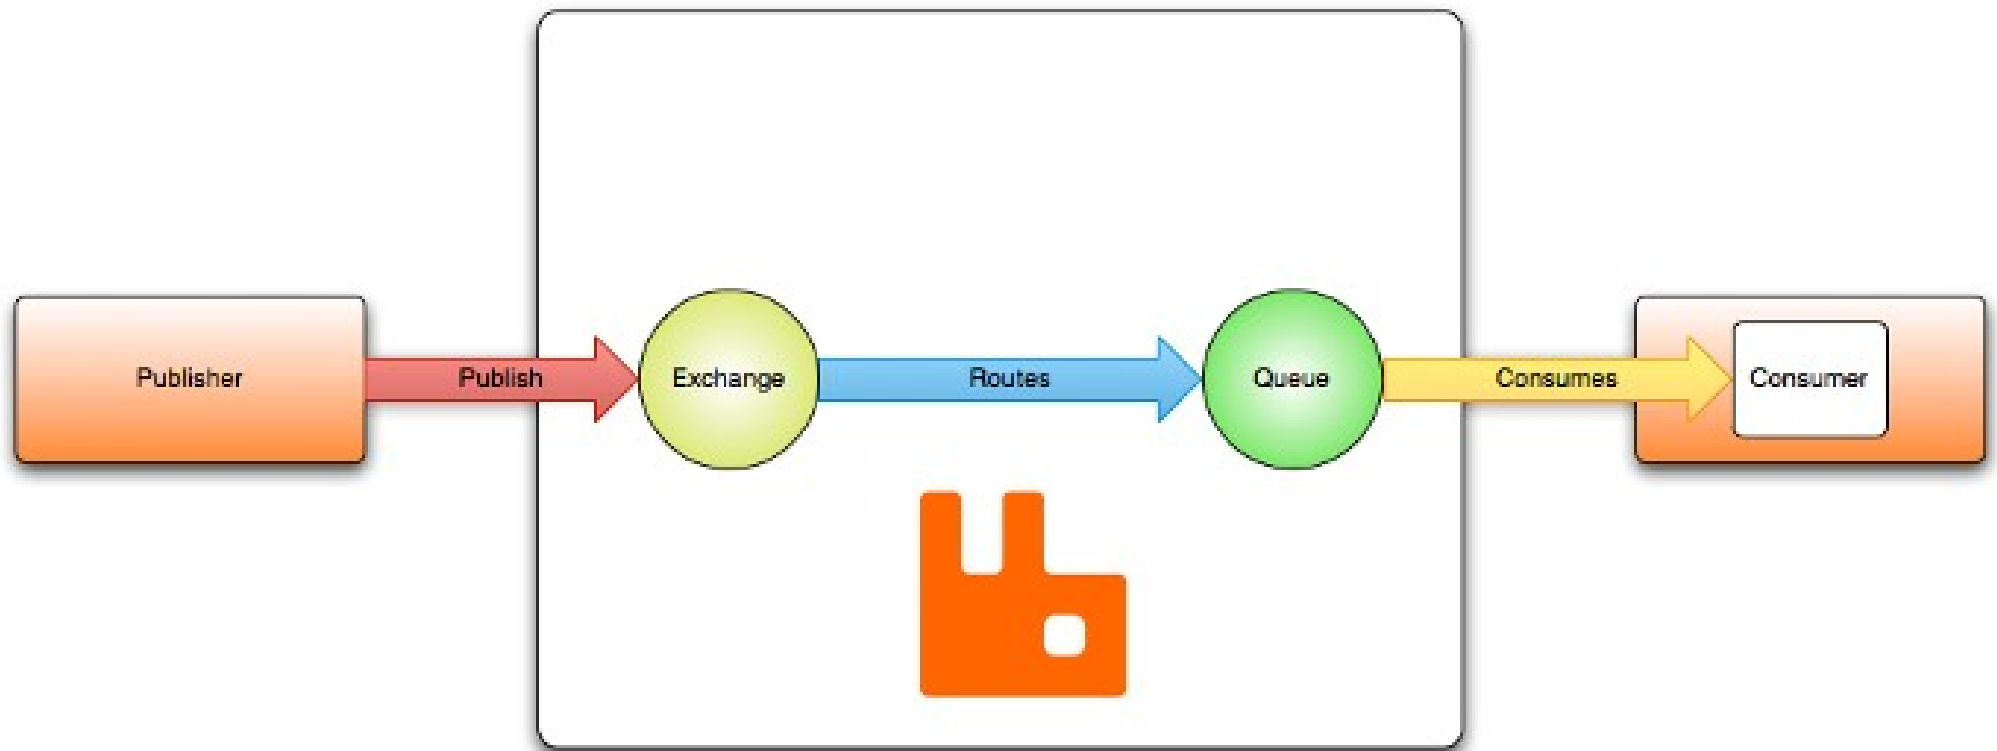 Publisher
Publish
Exchange
Routes
Queue
Consumes
Consumer